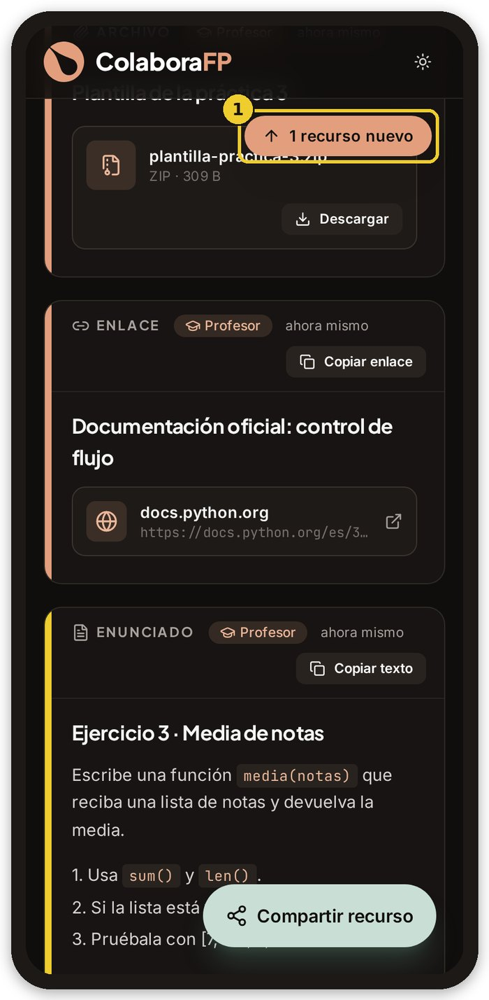 ARCHIVO Profesor ahora mismo
ColaboraFP
Plantilla de la práctica 3
1
1 recurso nuevo
plantilla-practica-3.zip
ZIP · 309 B
Descargar
ENLACE Profesor ahora mismo
Copiar enlace
Documentación oficial: control de
flujo
docs.python.org
https://docs.python.org/es/3…
ENUNCIADO Profesor ahora mismo
Copiar texto
Ejercicio 3 · Media de notas
Escribe una función media(notas) que
reciba una lista de notas y devuelva la
media.
1. Usa sum() y len().
2. Si la lista está
Compartir recurso
3. Pruébala con [7,